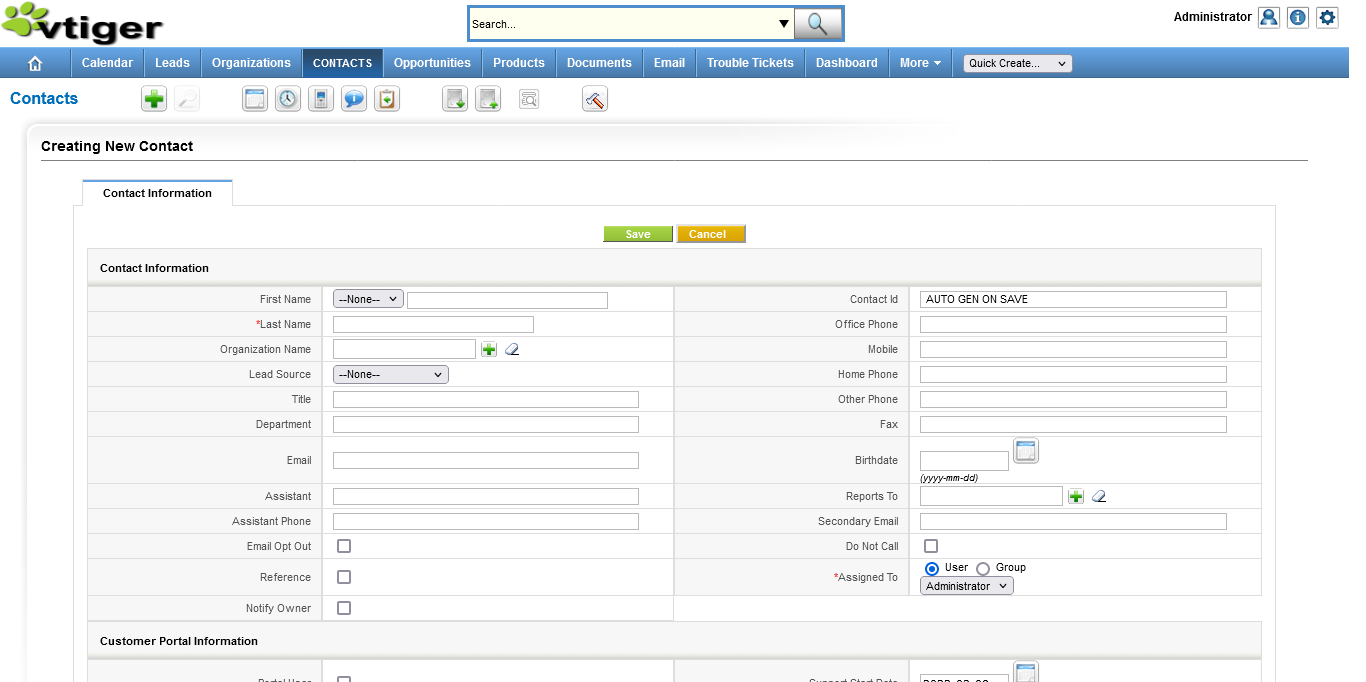 vtiger
Search...
Administrator
Calendar
Leads
Organizations
CONTACTS
Opportunities
Products
Documents
Email
Trouble Tickets
Dashboard
More
Quick Create...
Contacts
Creating New Contact
Contact Information
Save
Cancel
Contact Information
First Name
--None--
Contact Id
AUTO GEN ON SAVE
*Last Name
Office Phone
Organization Name
Mobile
Lead Source
--None--
Home Phone
Title
Other Phone
Department
Fax
Email
Birthdate
(yyyy-mm-dd)
Assistant
Reports To
Assistant Phone
Secondary Email
Email Opt Out
Do Not Call
Reference
*Assigned To
User
Group
Administrator
Notify Owner
Customer Portal Information
Portal User
Support Start Date